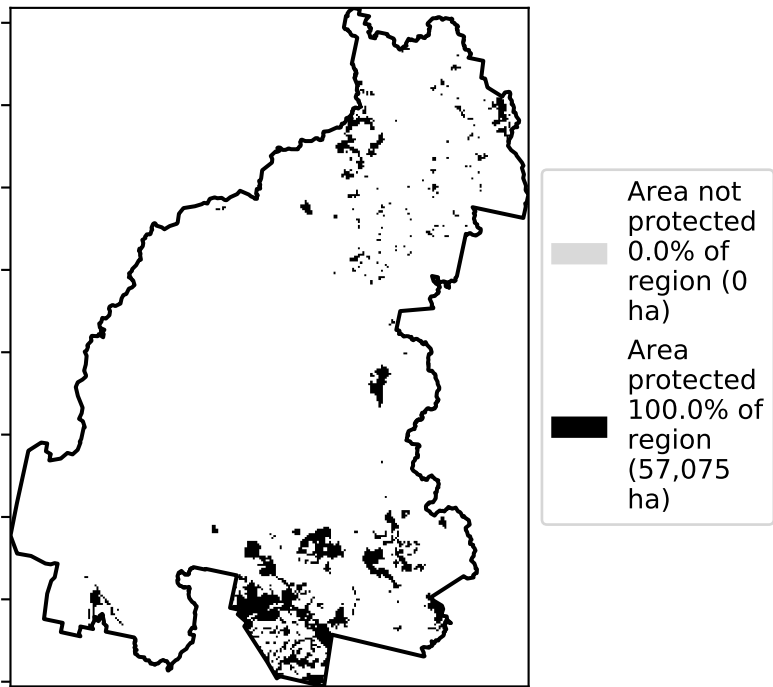 Area not
protected
0.0% of
region (0
ha)
Area
protected
100.0% of
region
(57,075
ha)